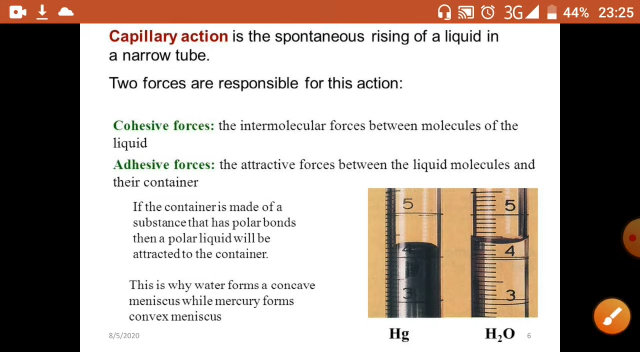 3G 44% 23:25
Capillary action is the spontaneous rising of a liquid in
a narrow tube.
Two forces are responsible for this action:
Cohesive forces: the intermolecular forces between molecules of the
liquid
Adhesive forces: the attractive forces between the liquid molecules and
their container
If the container is made of a
substance that has polar bonds
then a polar liquid will be
attracted to the container.
This is why water forms a concave
meniscus while mercury forms
convex meniscus
5 5
4 4
3 3
Hg H₂O
8/5/2020 6